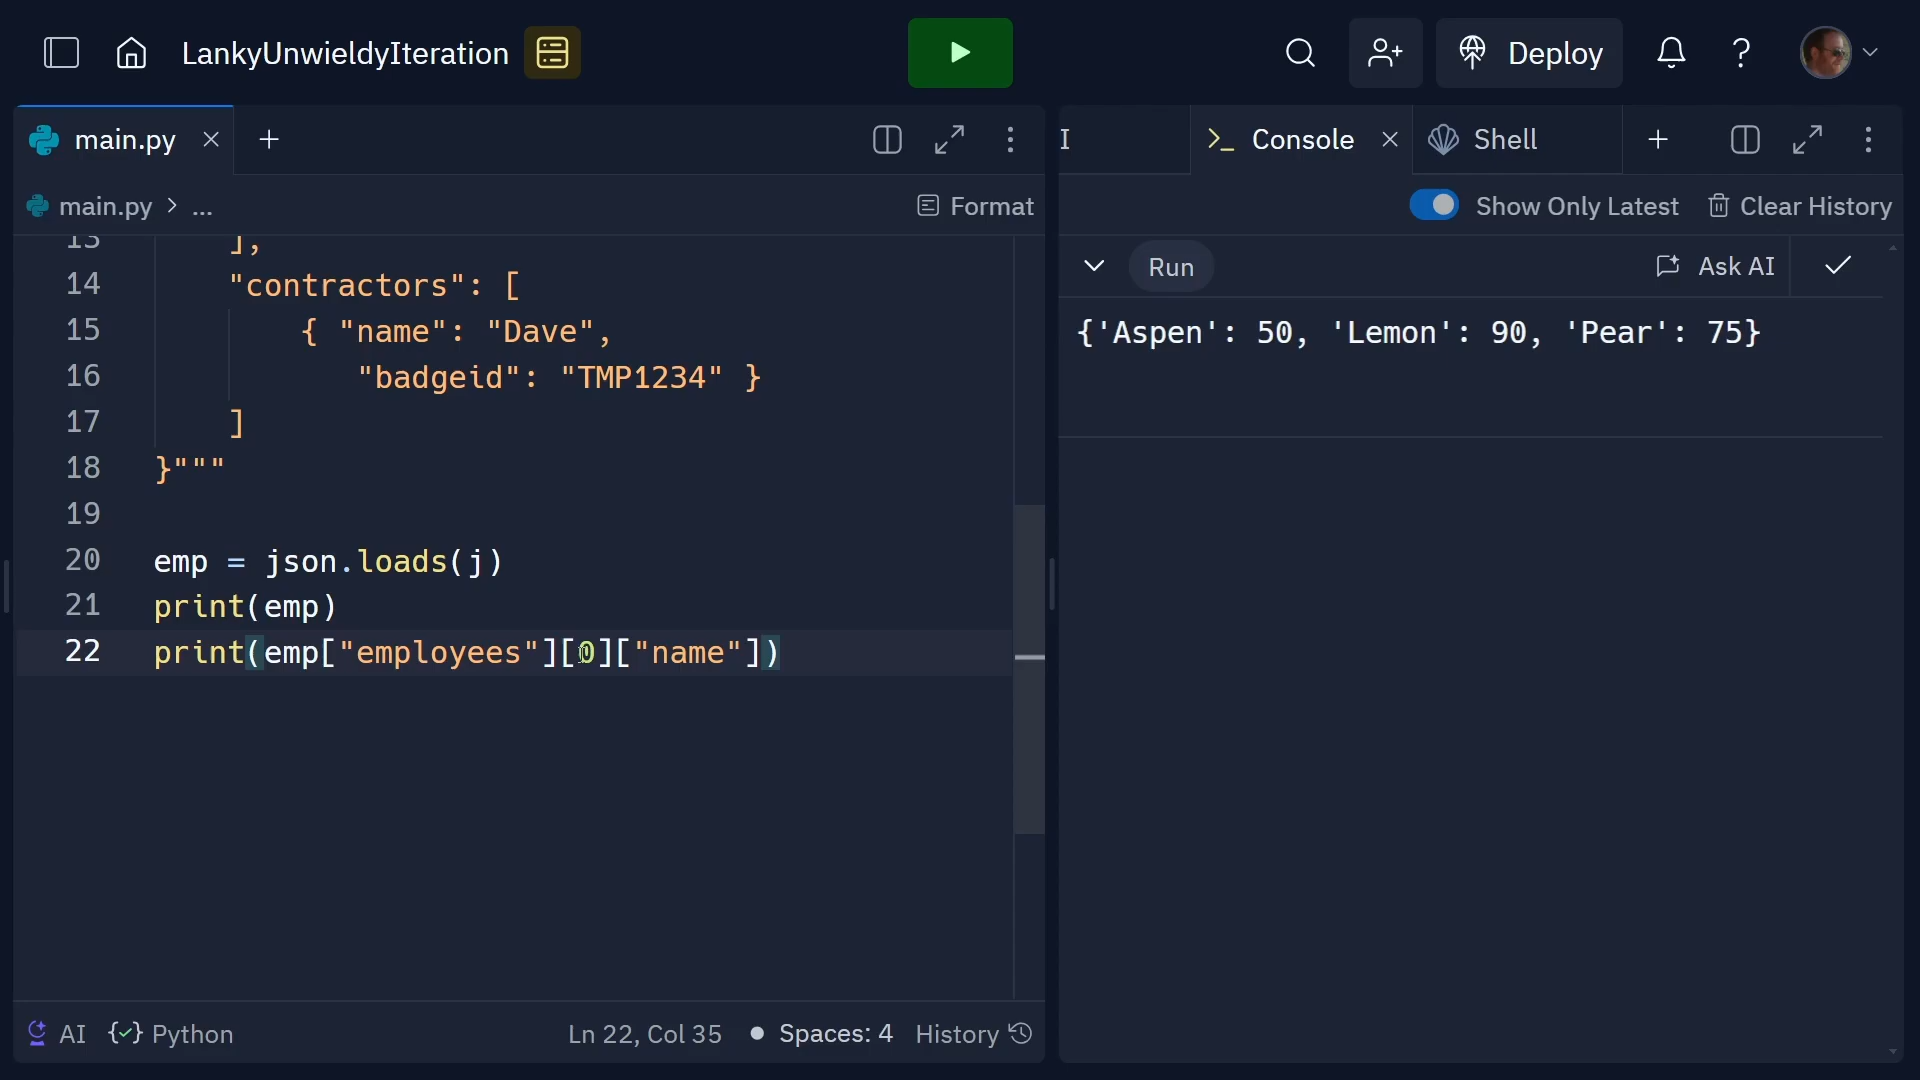 LankyUnwieldyIteration
Deploy
?
main.py
Console
Shell
main.py > ...
Format
Show Only Latest
Clear History
Run
Ask AI
13 ],
14 "contractors": [
15 { "name": "Dave",
16 "badgeid": "TMP1234" }
17 ]
18 }"""
19
20 emp = json.loads(j)
21 print(emp)
22 print(emp["employees"][0]["name"])
{'Aspen': 50, 'Lemon': 90, 'Pear': 75}
AI
Python
Ln 22, Col 35
Spaces: 4
History